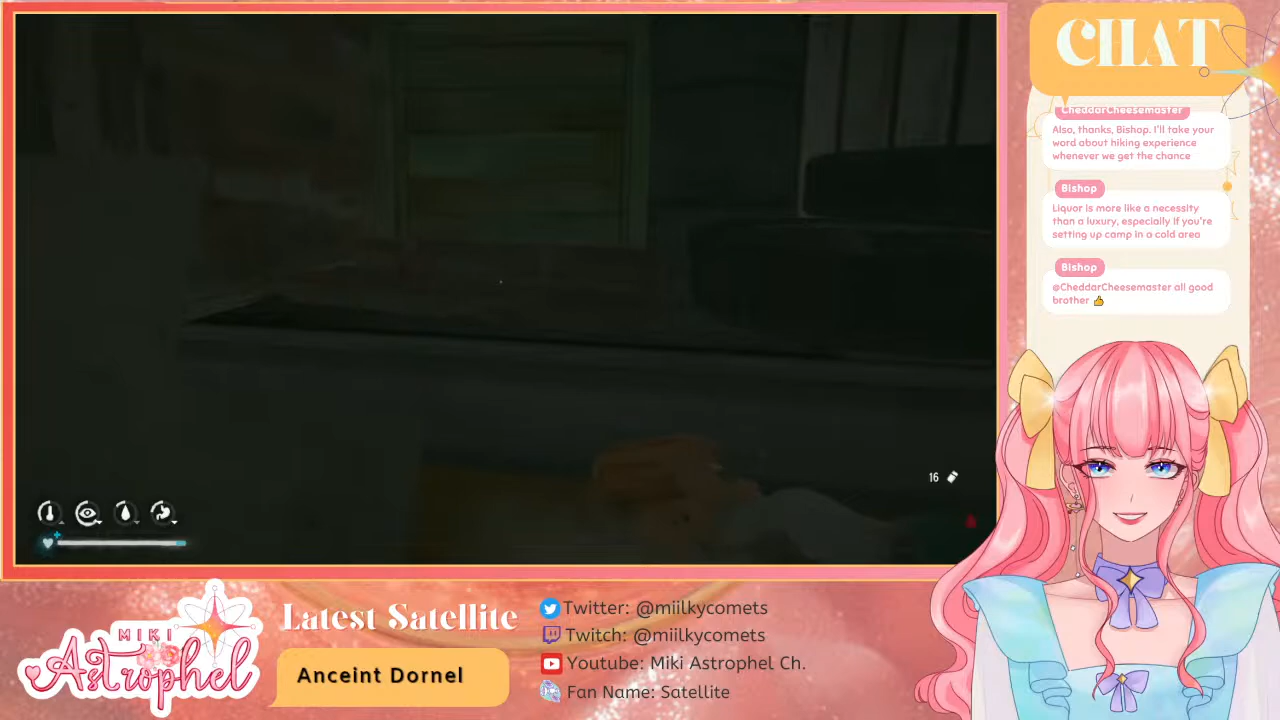 CHAT
CheddarCheesemaster
Also, thanks, Bishop. I'll take your
word about hiking experience
whenever we get the chance
Bishop
Liquor is more like a necessity
than a luxury, especially if you're
setting up camp in a cold area
Bishop
@CheddarCheesemaster all good
brother 👍
16
MIKI
Astrophel
Latest Satellite
Anceint Dornel
Twitter: @miilkycomets
Twitch: @miilkycomets
Youtube: Miki Astrophel Ch.
Fan Name: Satellite